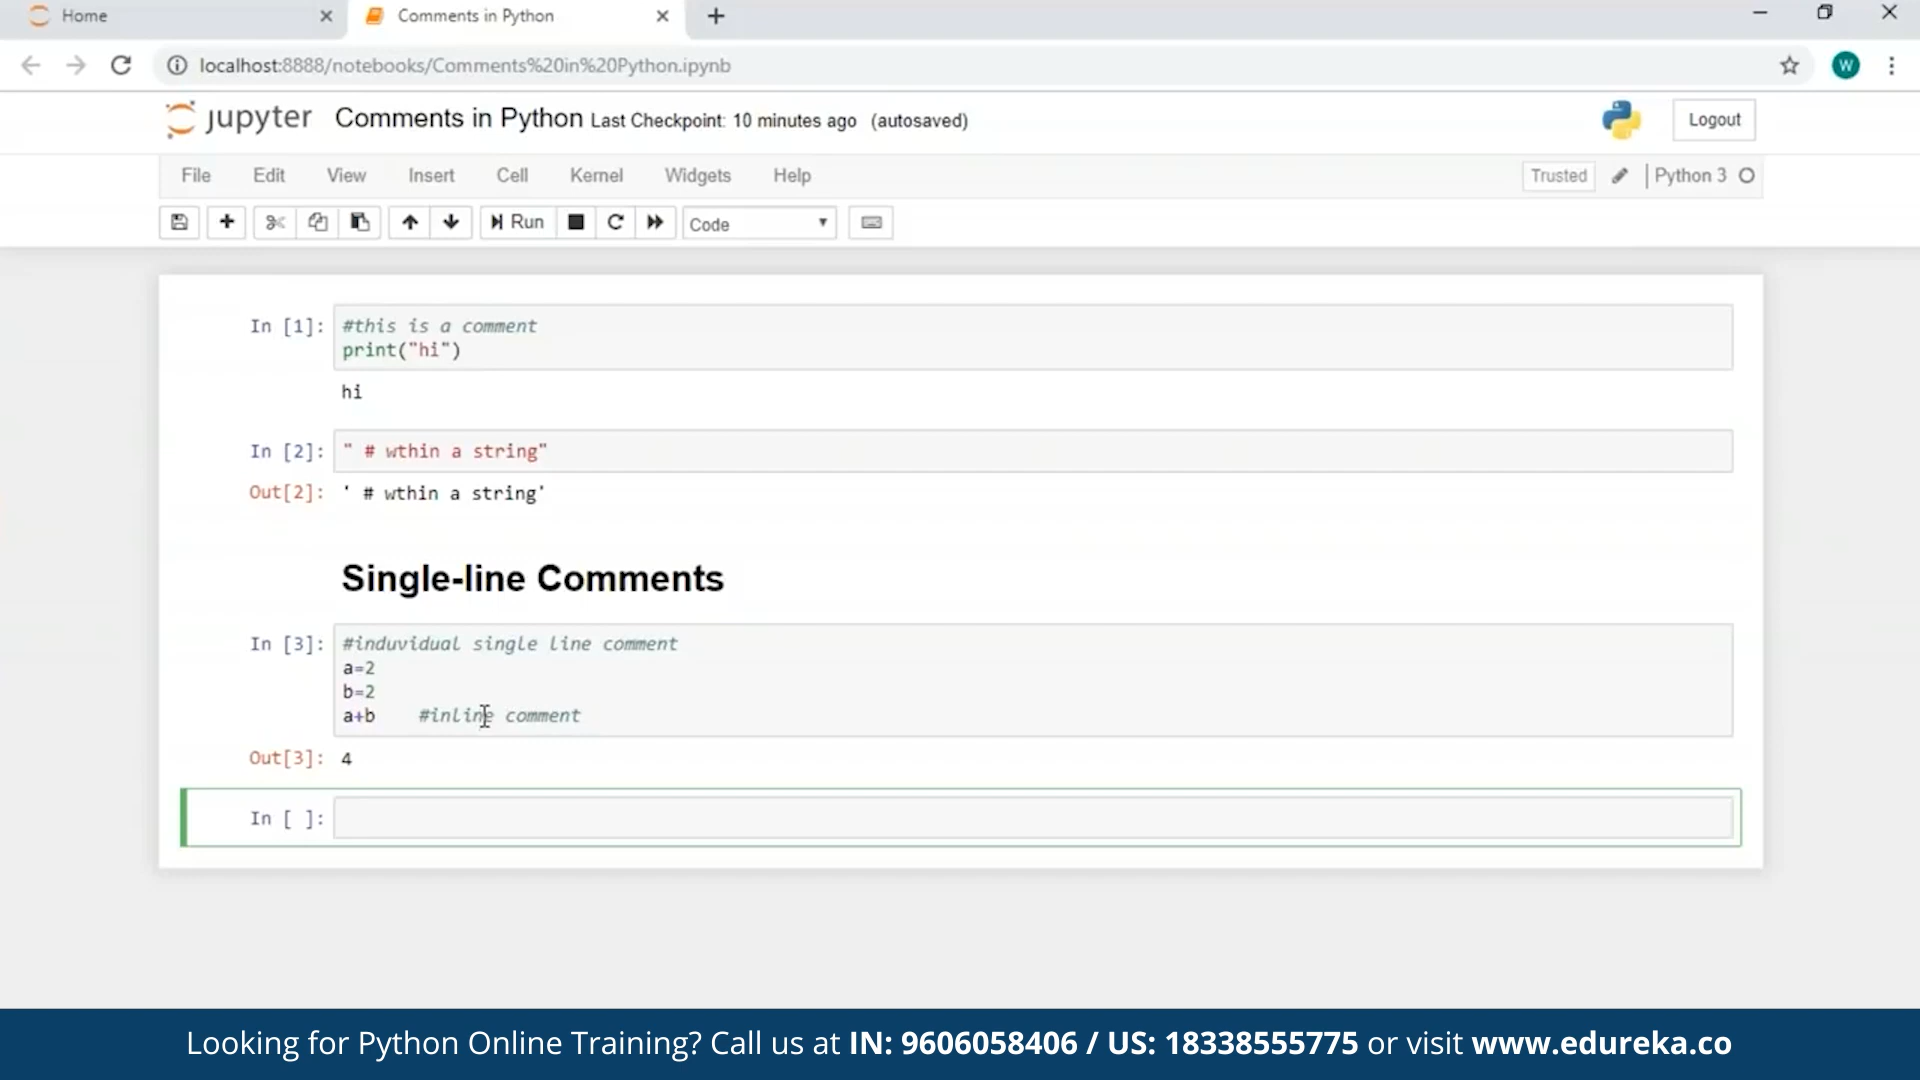 Home
Comments in Python
localhost:8888/notebooks/Comments%20in%20Python.ipynb
W
jupyter Comments in Python Last Checkpoint: 10 minutes ago (autosaved)
Logout
File Edit View Insert Cell Kernel Widgets Help
Trusted
Python 3
Run
Code
In [1]: #this is a comment
print("hi")
hi
In [2]: " # wthin a string"
Out[2]: ' # wthin a string'
Single-line Comments
In [3]: #induvidual single line comment
a=2
b=2
a+b #inline comment
Out[3]: 4
In [ ]:
Looking for Python Online Training? Call us at IN: 9606058406 / US: 18338555775 or visit www.edureka.co